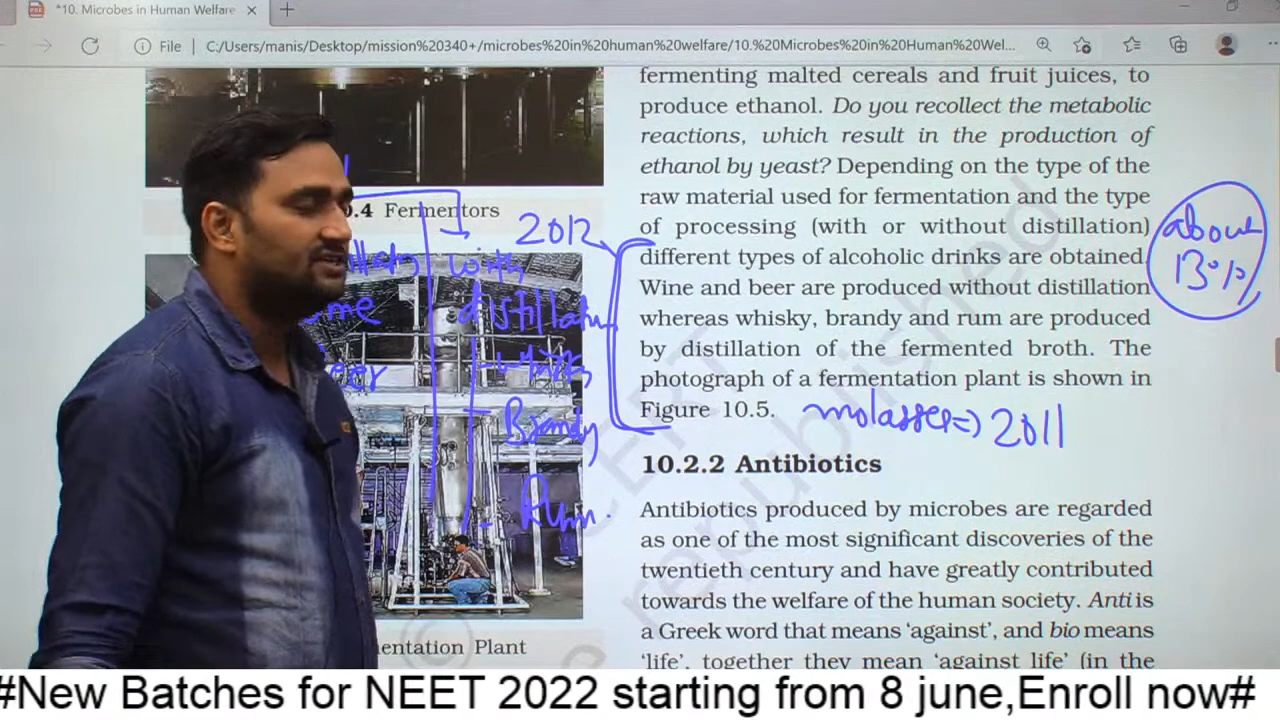 *10. Microbes in Human Welfare
File
C:/Users/manis/Desktop/mission%20340+/microbes%20in%20human%20welfare/10.%20Microbes%20in%20Human%20Wel...
fermenting malted cereals and fruit juices, to
produce ethanol. Do you recollect the metabolic
reactions, which result in the production of
ethanol by yeast? Depending on the type of the
raw material used for fermentation and the type
of processing (with or without distillation)
different types of alcoholic drinks are obtained.
Wine and beer are produced without distillation
whereas whisky, brandy and rum are produced
by distillation of the fermented broth. The
photograph of a fermentation plant is shown in
Figure 10.5.
molasses => 2011
about
13%
2012
0.4 Fermentors
with
Brandy
Rum.
entation Plant
10.2.2 Antibiotics
Antibiotics produced by microbes are regarded
as one of the most significant discoveries of the
twentieth century and have greatly contributed
towards the welfare of the human society. Anti is
a Greek word that means ‘against’, and bio means
‘life’, together they mean ‘against life’ (in the
#New Batches for NEET 2022 starting from 8 june,Enroll now#